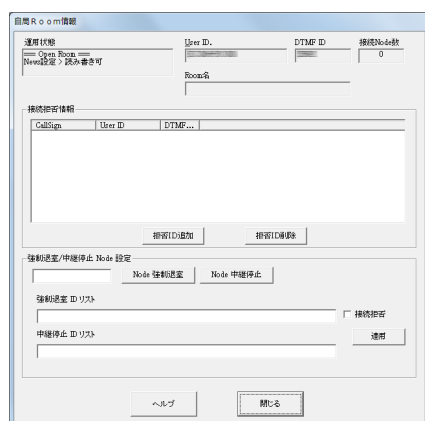 自局Room情報
運用状態
User ID.
DTMF ID
接続Node数
== Open Room ==
News設定 > 読み書き可
0
Room名
接続拒否情報
CallSign
User ID
DTMF...
拒否ID追加
拒否ID削除
強制退室/中継停止 Node 設定
Node 強制退室
Node 中継停止
強制退室 ID リスト
接続拒否
中継停止 ID リスト
適用
ヘルプ
閉じる